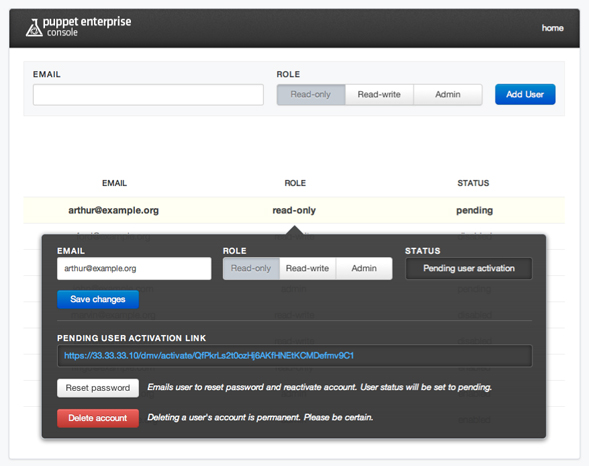 puppet enterprise
console
home
EMAIL ROLE
Read-only Read-write Admin Add User
EMAIL ROLE STATUS
arthur@example.org read-only pending
EMAIL ROLE STATUS
arthur@example.org Read-only Read-write Admin Pending user activation
Save changes
PENDING USER ACTIVATION LINK
https://33.33.33.10/dmv/activate/QfPkrLs2t0ozHj6AKfHNEtKCMDefmv9C1
Reset password Emails user to reset password and reactivate account. User status will be set to pending.
Delete account Deleting a user's account is permanent. Please be certain.